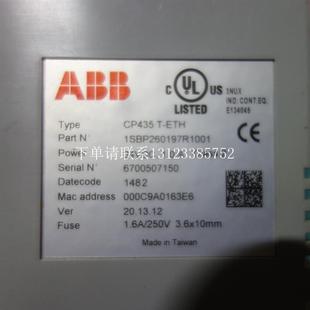 ABB
C UL US
LISTED
1NUX
IND. CONT. EQ.
E134046
Type CP435 T-ETH
Part N° 1SBP260197R1001
Power
下单请联系13123385752
Serial N° 6700507150
Datecode 1482
Mac address 000C9A0163E6
Ver 20.13.12
Fuse 1.6A/250V 3.6x10mm
Made in Taiwan